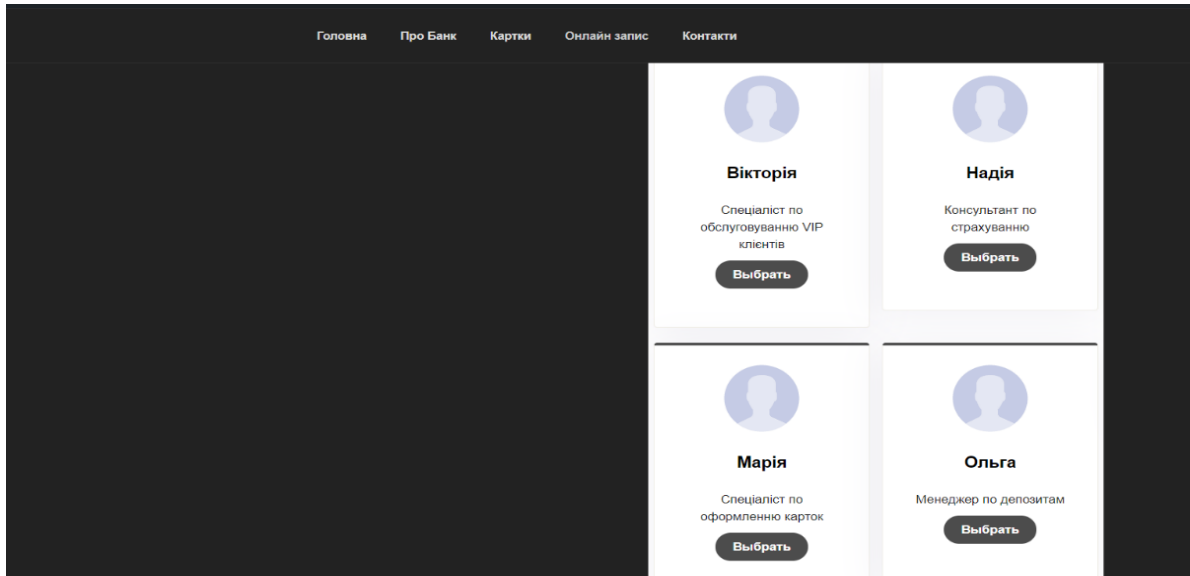 Головна Про Банк Картки Онлайн запис Контакти
Вікторія
Спеціаліст по
обслуговуванню VIP
клієнтів
Выбрать
Надія
Консультант по
страхуванню
Выбрать
Марія
Спеціаліст по
оформленню карток
Выбрать
Ольга
Менеджер по депозитам
Выбрать